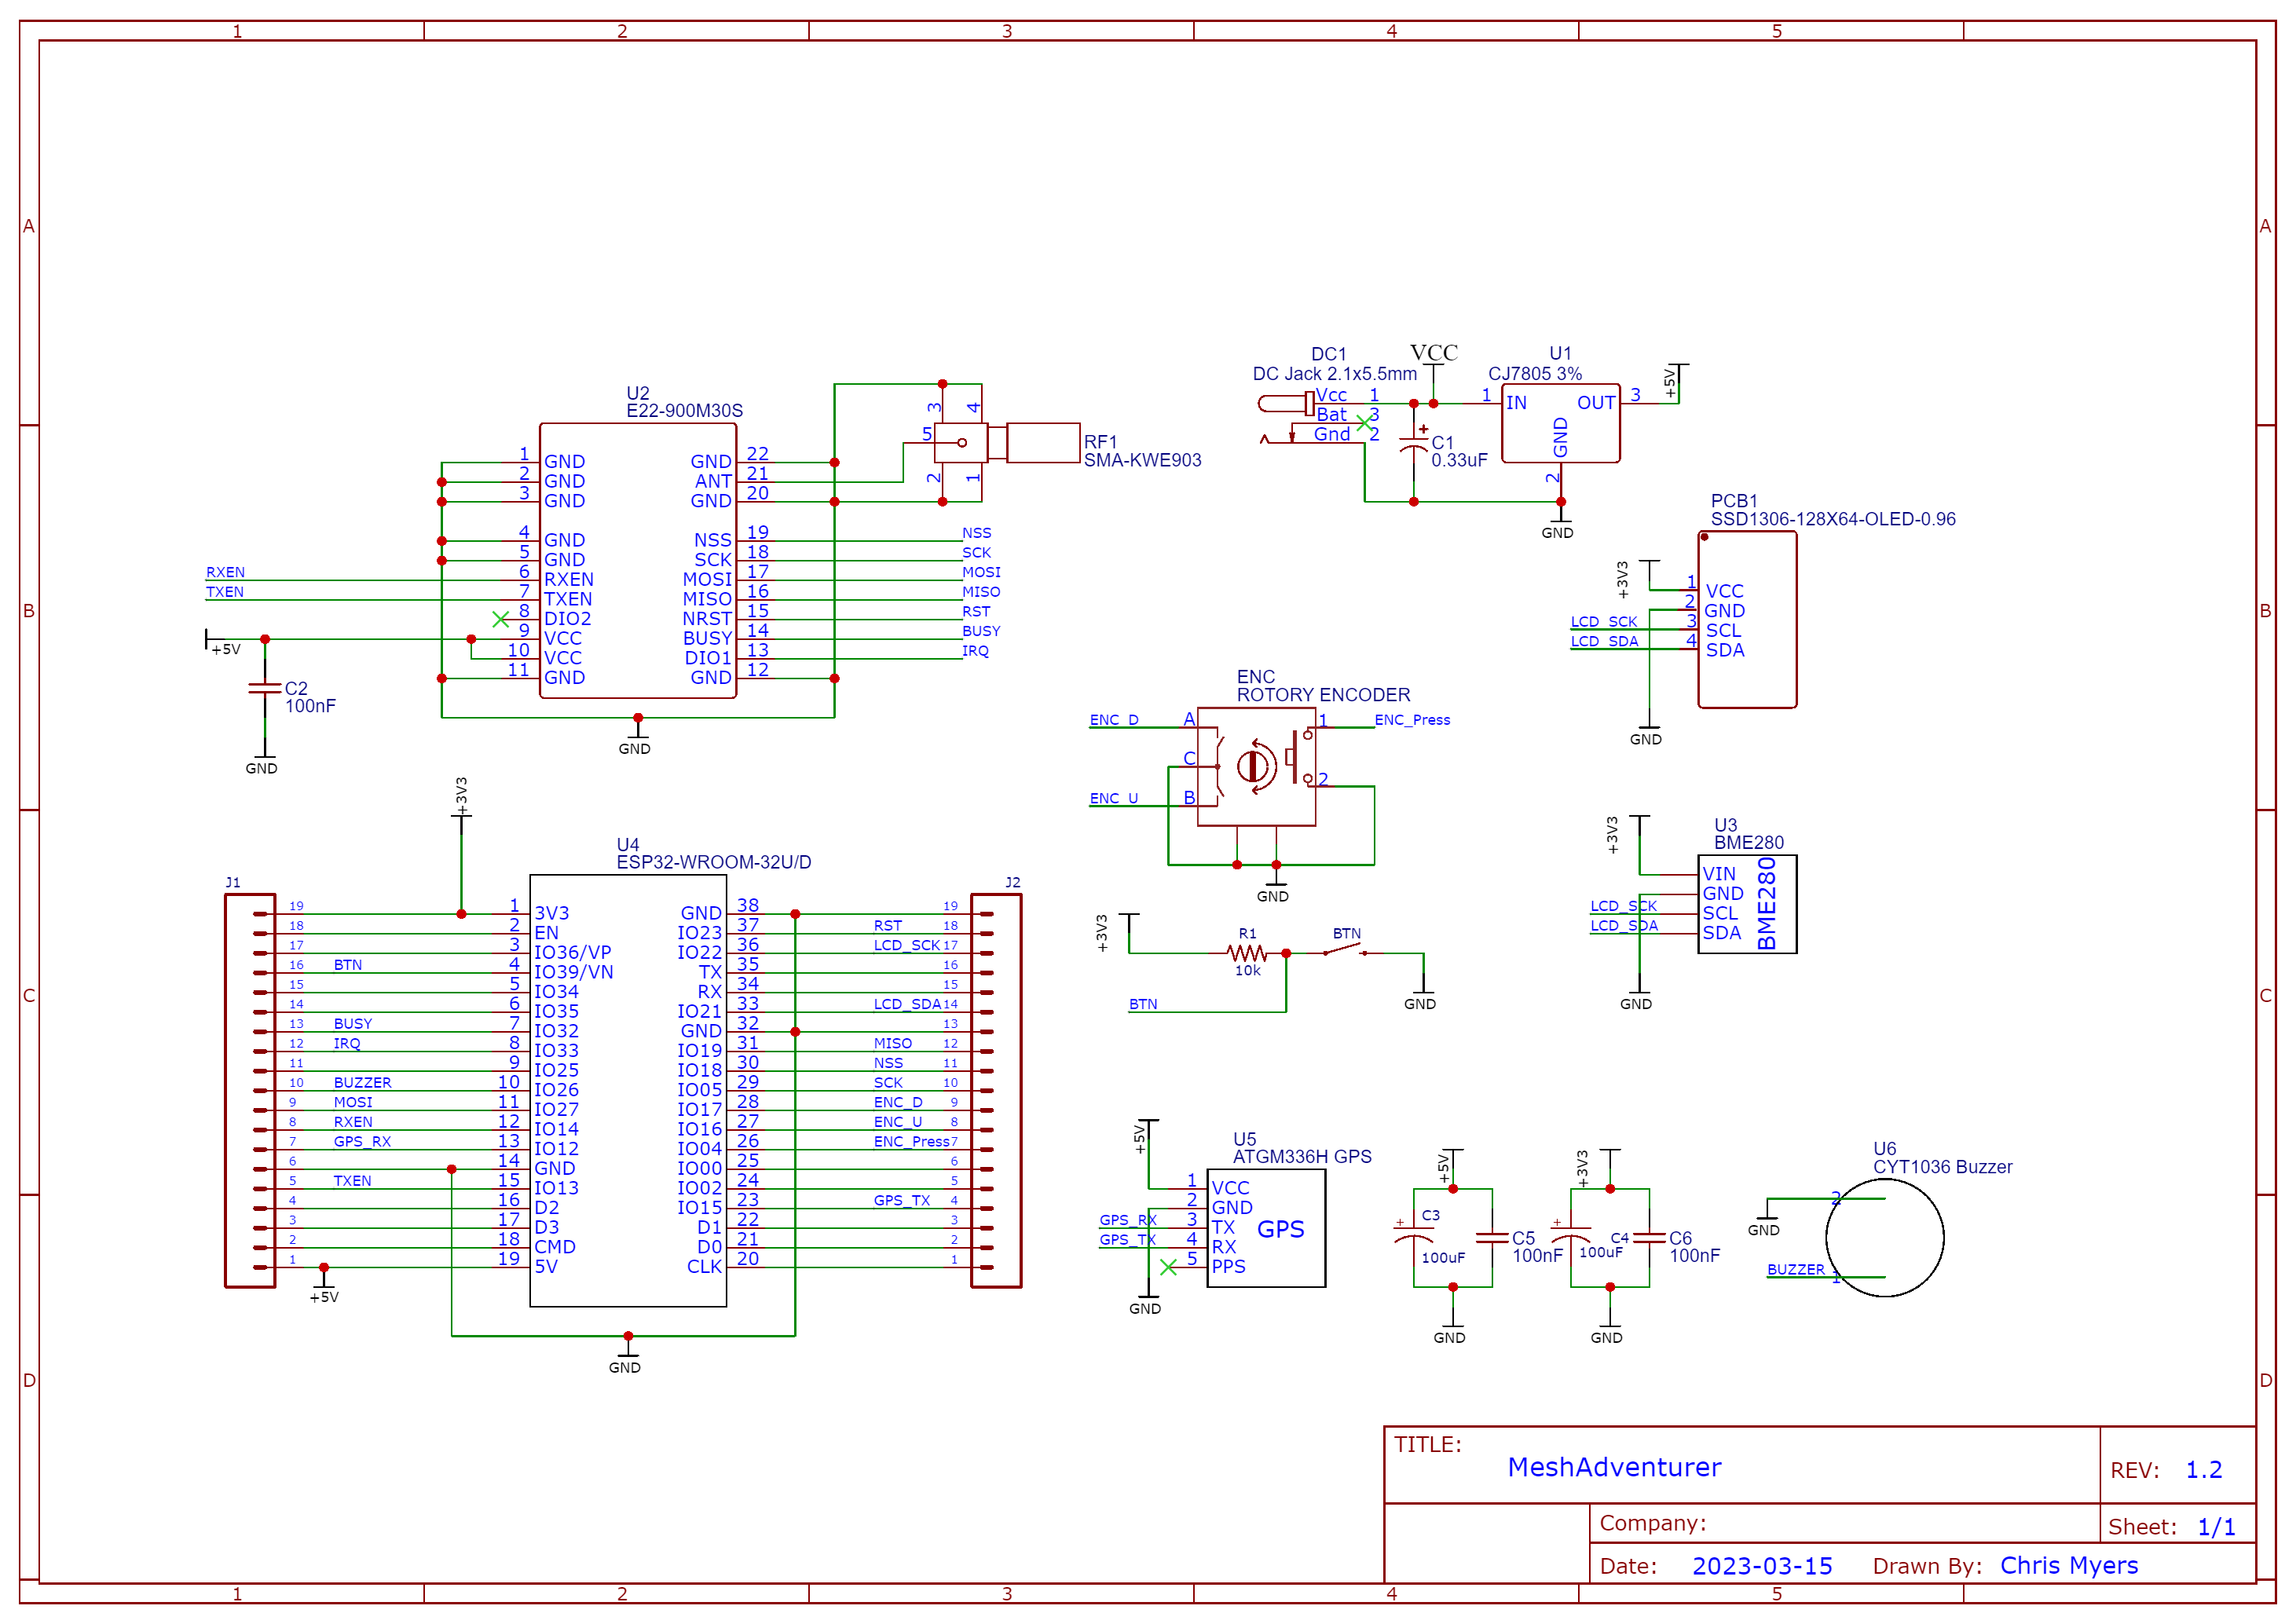 1 2 3 4 5
A
A
B
B
C
C
D
D
U2
E22-900M30S
1 GND
2 GND
3 GND
4 GND
5 GND
6 RXEN
7 TXEN
8 DIO2
9 VCC
10 VCC
11 GND
GND 22
ANT 21
GND 20
NSS 19
SCK 18
MOSI 17
MISO 16
NRST 15
BUSY 14
DIO1 13
GND 12
RXEN
TXEN
+5V
C2
100nF
GND
GND
NSS
SCK
MOSI
MISO
RST
BUSY
IRQ
3 4
5
2 1
RF1
SMA-KWE903
DC1
DC Jack 2.1x5.5mm
Vcc 1
Bat 3
Gnd 2
VCC
C1
0.33uF
U1
CJ7805 3%
1 IN
OUT 3
GND
2
+5V
GND
PCB1
SSD1306-128X64-OLED-0.96
+3V3
1 VCC
2 GND
LCD_SCK 3 SCL
LCD_SDA 4 SDA
GND
ENC
ROTORY ENCODER
ENC_D A
C
ENC_U B
1 ENC_Press
2
GND
+3V3
U3
BME280
VIN
GND
LCD_SCK SCL
LCD_SDA SDA
BME280
GND
+3V3
R1
10k
BTN
BTN
GND
+3V3
U4
ESP32-WROOM-32U/D
J1
J2
19 1 3V3
18 2 EN
17 3 IO36/VP
16 BTN 4 IO39/VN
15 5 IO34
14 6 IO35
13 BUSY 7 IO32
12 IRQ 8 IO33
11 9 IO25
10 BUZZER 10 IO26
9 MOSI 11 IO27
8 RXEN 12 IO14
7 GPS_RX 13 IO12
6 14 GND
5 TXEN 15 IO13
4 16 D2
3 17 D3
2 18 CMD
1 19 5V
+5V
GND 38 19
IO23 37 RST 18
IO22 36 LCD_SCK 17
TX 35 16
RX 34 15
IO21 33 LCD_SDA 14
GND 32 13
IO19 31 MISO 12
IO18 30 NSS 11
IO05 29 SCK 10
IO17 28 ENC_D 9
IO16 27 ENC_U 8
IO04 26 ENC_Press 7
IO00 25 6
IO02 24 5
IO15 23 GPS_TX 4
D1 22 3
D0 21 2
CLK 20 1
GND
+5V
U5
ATGM336H GPS
1 VCC
2 GND
GPS_RX 3 TX
GPS_TX 4 RX
5 PPS
GPS
GND
+5V
C3
100uF
C5
100nF
GND
+3V3
C4
100uF
C6
100nF
GND
U6
CYT1036 Buzzer
2
GND
BUZZER 1
TITLE:
MeshAdventurer
REV: 1.2
Company:
Sheet: 1/1
Date: 2023-03-15
Drawn By: Chris Myers
1 2 3 4 5